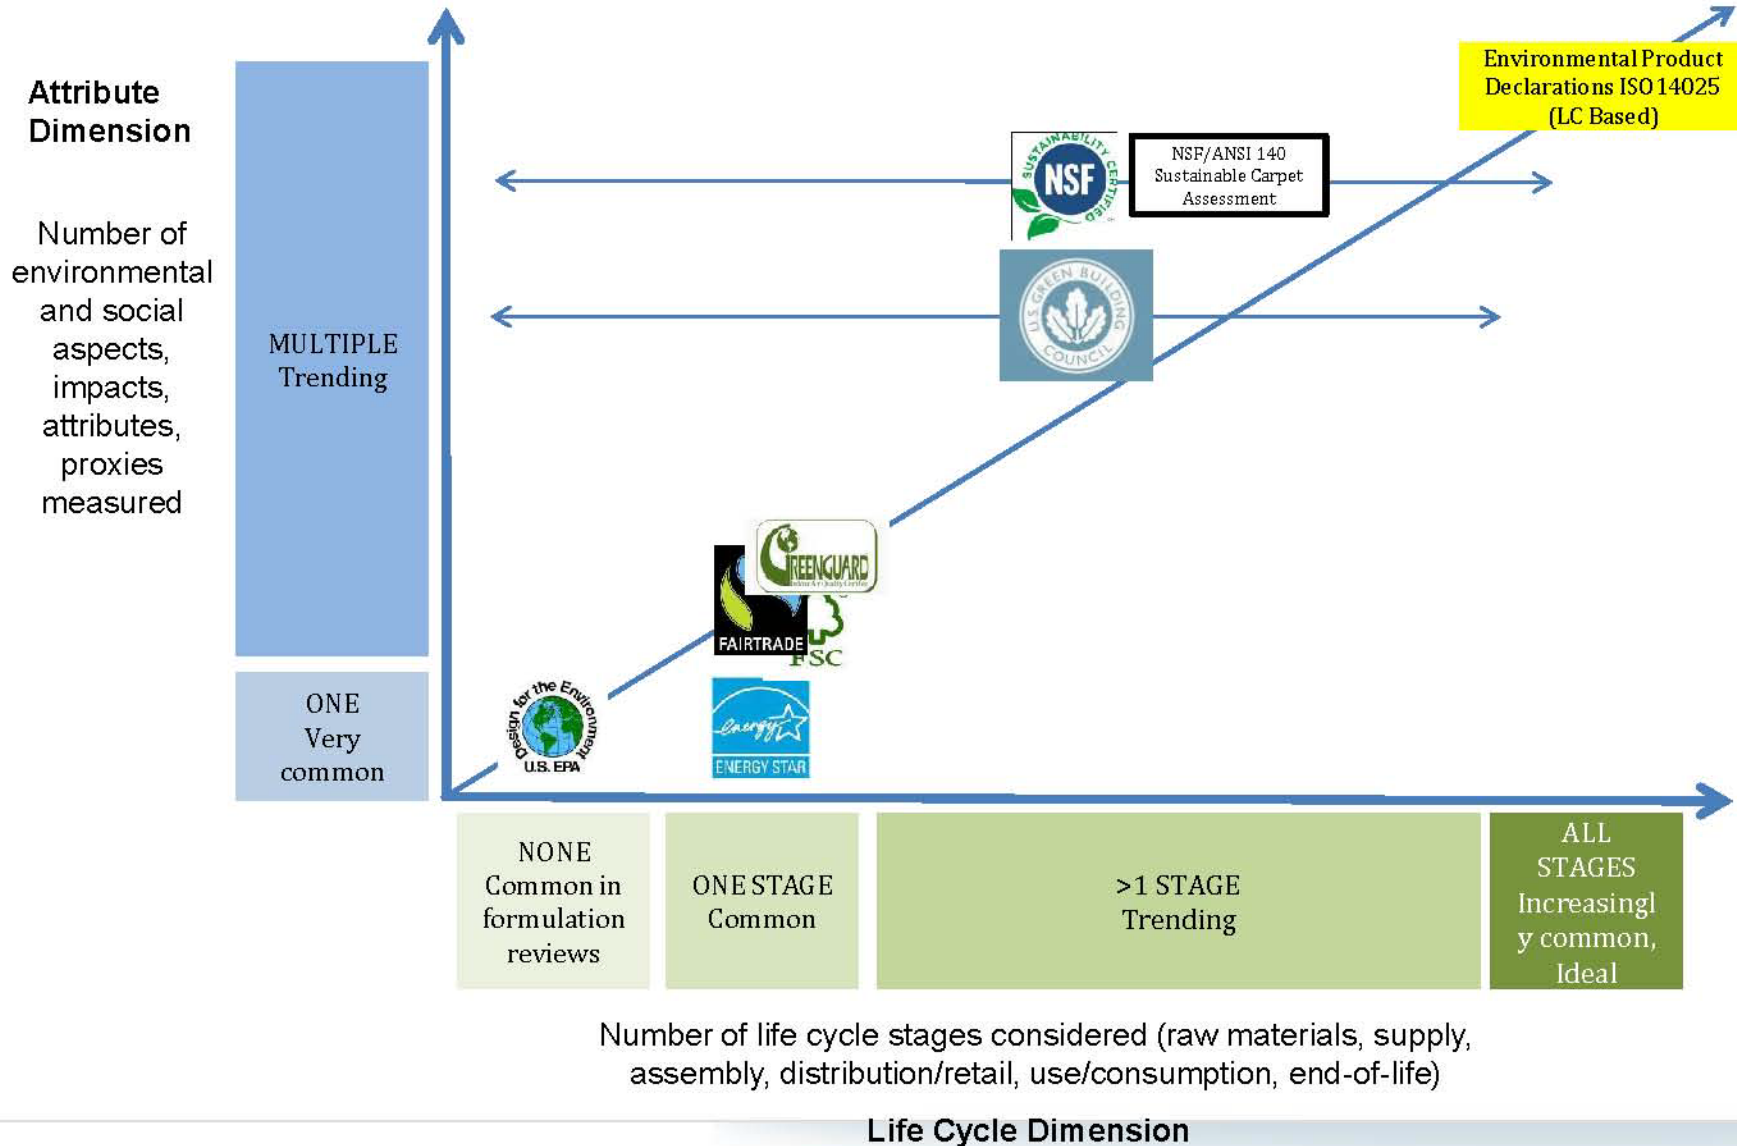 Attribute
Dimension
Number of
environmental
and social
aspects,
impacts,
attributes,
proxies
measured
MULTIPLE
Trending
ONE
Very
common
Environmental Product
Declarations ISO14025
(LC Based)
SUSTAINABILITY CERTIFIED
NSF
NSF/ANSI 140
Sustainable Carpet
Assessment
U.S. GREEN BUILDING
COUNCIL
GREENGUARD
FAIRTRADE
FSC
Design for the Environment
U.S. EPA
energy
ENERGY STAR
NONE
Common in
formulation
reviews
ONE STAGE
Common
>1 STAGE
Trending
ALL
STAGES
Increasingl
y common,
Ideal
Number of life cycle stages considered (raw materials, supply,
assembly, distribution/retail, use/consumption, end-of-life)
Life Cycle Dimension